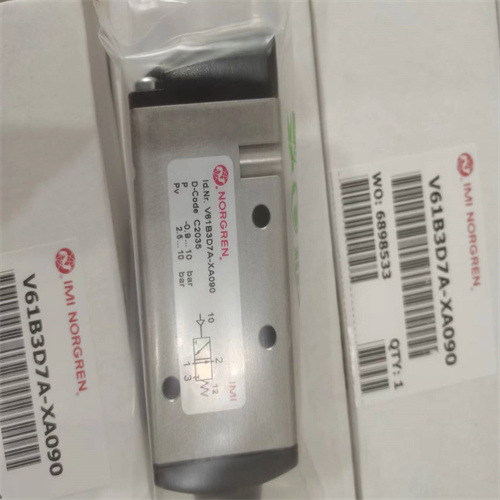 IMI NORGREN.
V61B3D7A-XA090
NORGREN.
Id.Nr. V61B3D7A-XA090
D-Code C2035
P -0,9... 10 bar
Pv 2,5... 10 bar
10
2
1
3
12
IMI
IMI NORGREN.
V61B3D7A-XA090
WO: 6898533
QTY: 1